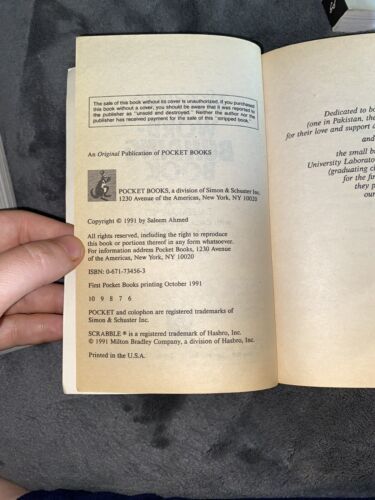 The sale of this book without its cover is unauthorized. If you purchased
this book without a cover, you should be aware that it was reported to
the publisher as "unsold and destroyed." Neither the author nor the
publisher has received payment for the sale of this "stripped book."
An Original Publication of POCKET BOOKS
POCKET BOOKS, a division of Simon & Schuster Inc.
1230 Avenue of the Americas, New York, NY 10020
Copyright © 1991 by Saleem Ahmed
All rights reserved, including the right to reproduce
this book or portions thereof in any form whatsoever.
For information address Pocket Books, 1230 Avenue
of the Americas, New York, NY 10020
ISBN: 0-671-73456-3
First Pocket Books printing October 1991
10 9 8 7 6
POCKET and colophon are registered trademarks of
Simon & Schuster Inc.
SCRABBLE ® is a registered trademark of Hasbro, Inc.
© 1991 Milton Bradley Company, a division of Hasbro, Inc.
Printed in the U.S.A.
Dedicated to bo
(one in Pakistan, the
for their love and support a
and
the small b
University Laborato
(graduating cl
for the fo
they p
our